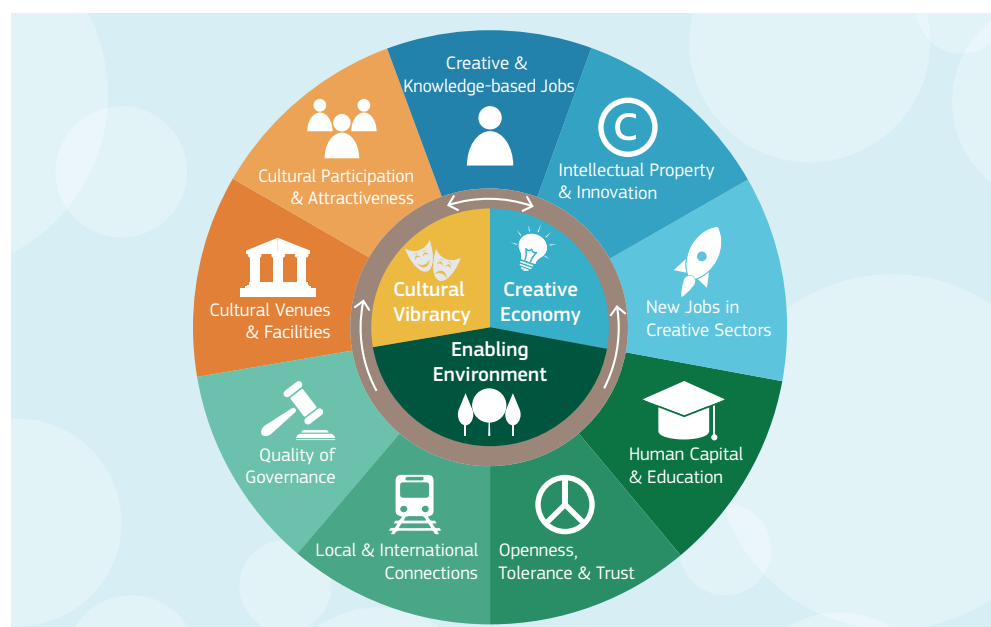 Creative &
Knowledge-based Jobs
C
Intellectual Property
& Innovation
New Jobs in
Creative Sectors
Human Capital
& Education
Openness,
Tolerance & Trust
Local & International
Connections
Quality of
Governance
Cultural Venues
& Facilities
Cultural Participation
& Attractiveness
Cultural
Vibrancy
Creative
Economy
Enabling
Environment